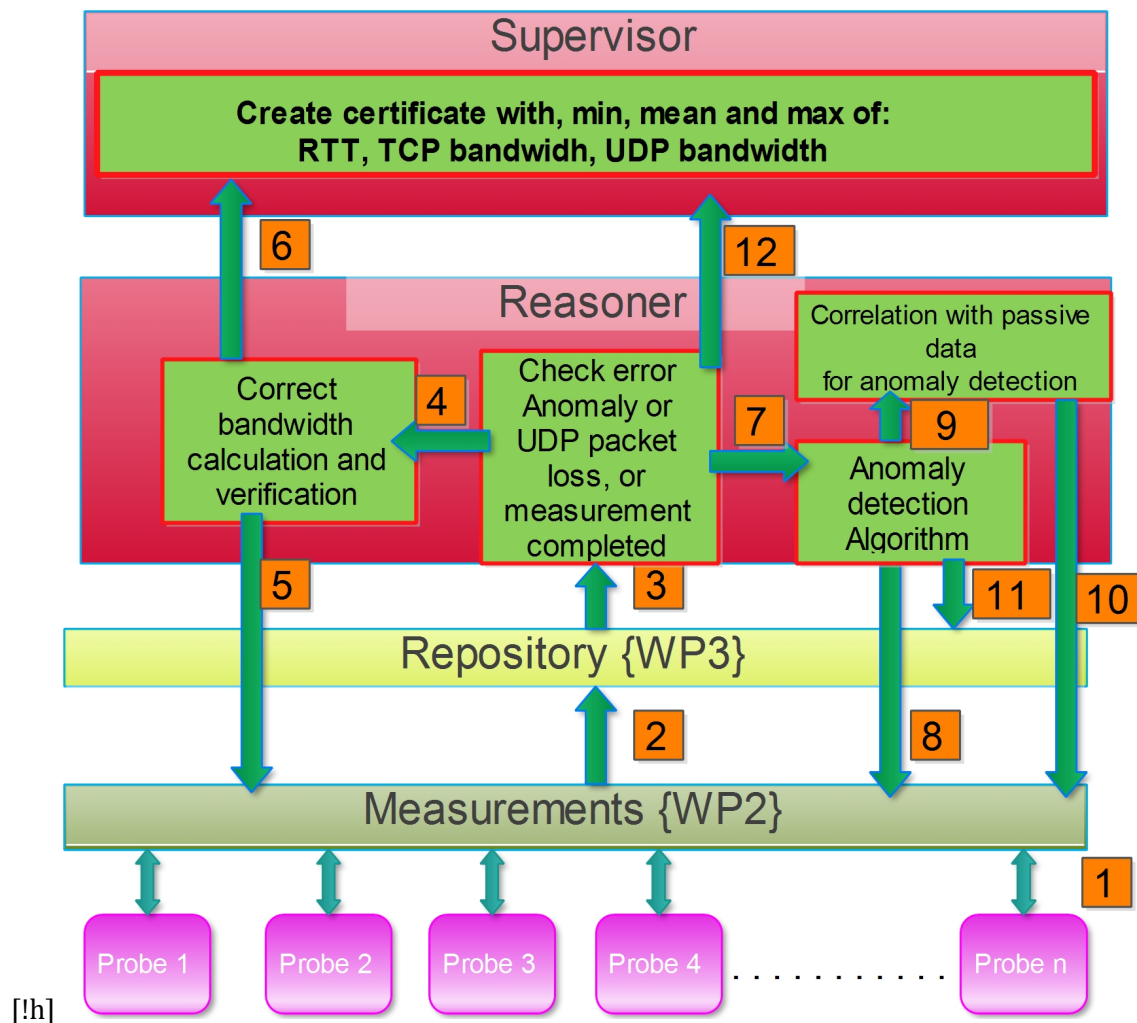 Supervisor
Create certificate with, min, mean and max of:
RTT, TCP bandwidh, UDP bandwidth
6
12
Reasoner
Correlation with passive
data
for anomaly detection
Correct
bandwidth
calculation and
verification
4
Check error
Anomaly or
UDP packet
loss, or
measurement
completed
7
9
Anomaly
detection
Algorithm
5
3
11
10
Repository {WP3}
2
8
Measurements {WP2}
1
Probe 1
Probe 2
Probe 3
Probe 4
. . . . . . . . . . . .
Probe n
[!h]